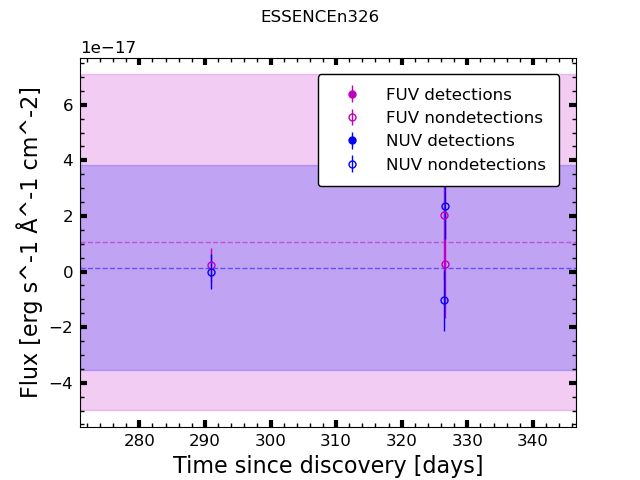 ESSENCEn326
1e−17
FUV detections
FUV nondetections
NUV detections
NUV nondetections
6
4
2
0
−2
−4
Flux [erg s^-1 Å^-1 cm^-2]
280 290 300 310 320 330 340
Time since discovery [days]